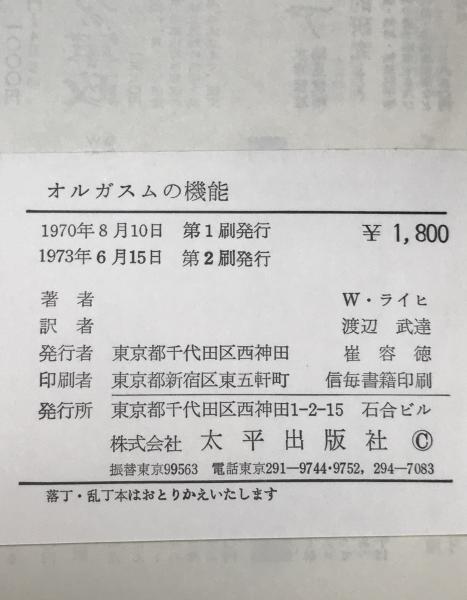 オルガスムの機能
1970年8月10日 第1刷発行 ¥1,800
1973年6月15日 第2刷発行
著者 W・ライヒ
訳者 渡辺 武達
発行者 東京都千代田区西神田 崔容徳
印刷者 東京都新宿区東五軒町 信毎書籍印刷
発行所 東京都千代田区西神田1-2-15 石合ビル
株式会社 太平出版社 ©
振替東京99563 電話東京291-9744・9752, 294-7083
落丁・乱丁本はおとりかえいたします